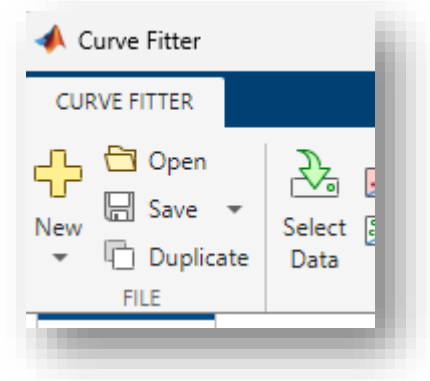 Curve Fitter
CURVE FITTER
Open
Save
New
Duplicate
Select
Data
FILE